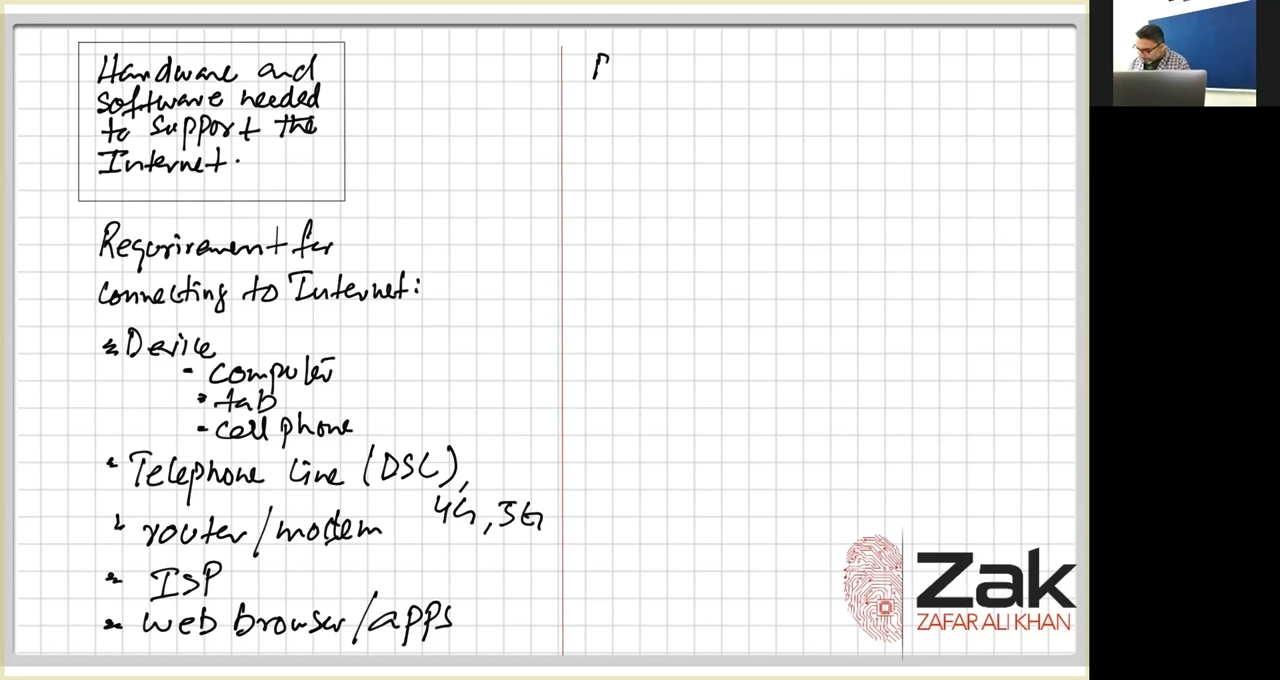 Hardware and
software needed
to support the
Internet.
Requirement for
connecting to Internet:
Device
• computer
• tab
• cell phone
• Telephone Line (DSL),
4G, 5G
router/modem
ISP
web browser/apps
Zak
ZAFAR ALI KHAN